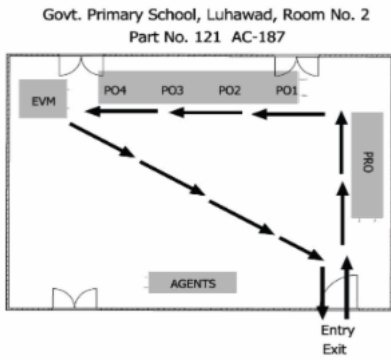 Govt. Primary School, Luhawad, Room No. 2
Part No. 121 AC-187
EVM
PO4 PO3 PO2 PO1
PRO
AGENTS
Entry
Exit